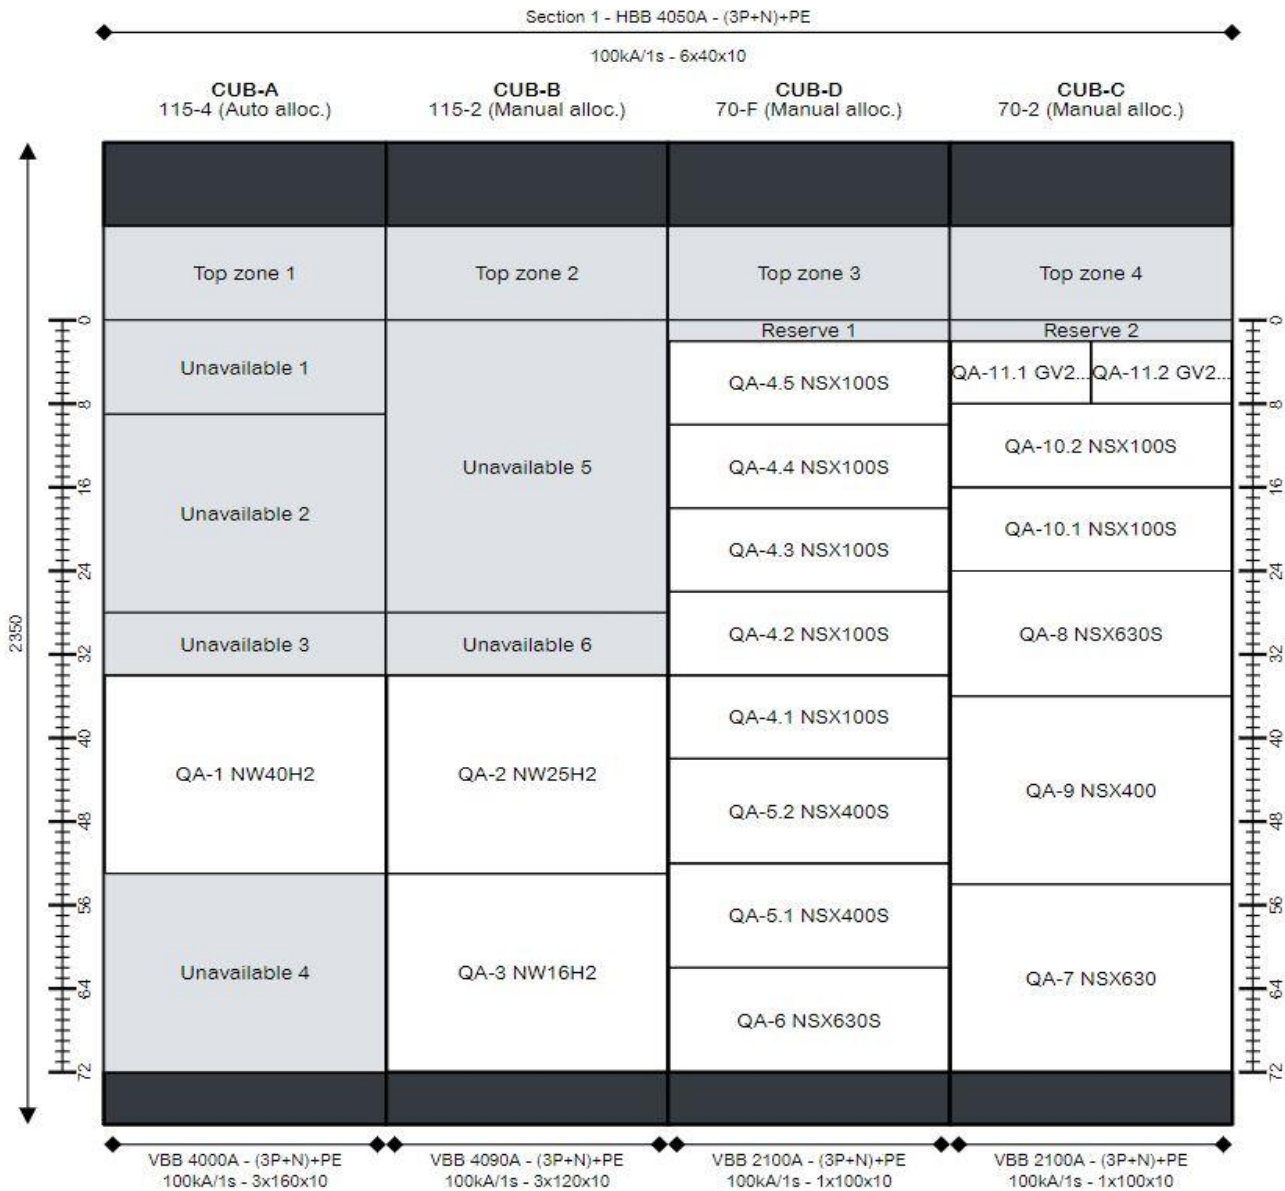 Section 1 - HBB 4050A - (3P+N)+PE
100kA/1s - 6x40x10
CUB-A
115-4 (Auto alloc.)
CUB-B
115-2 (Manual alloc.)
CUB-D
70-F (Manual alloc.)
CUB-C
70-2 (Manual alloc.)
2350
0
8
16
24
32
40
48
56
64
72
Top zone 1
Unavailable 1
Unavailable 2
Unavailable 3
QA-1 NW40H2
Unavailable 4
Top zone 2
Unavailable 5
Unavailable 6
QA-2 NW25H2
QA-3 NW16H2
Top zone 3
Reserve 1
QA-4.5 NSX100S
QA-4.4 NSX100S
QA-4.3 NSX100S
QA-4.2 NSX100S
QA-4.1 NSX100S
QA-5.2 NSX400S
QA-5.1 NSX400S
QA-6 NSX630S
Top zone 4
Reserve 2
QA-11.1 GV2...
QA-11.2 GV2...
QA-10.2 NSX100S
QA-10.1 NSX100S
QA-8 NSX630S
QA-9 NSX400
QA-7 NSX630
0
8
16
24
32
40
48
56
64
72
VBB 4000A - (3P+N)+PE
100kA/1s - 3x160x10
VBB 4090A - (3P+N)+PE
100kA/1s - 3x120x10
VBB 2100A - (3P+N)+PE
100kA/1s - 1x100x10
VBB 2100A - (3P+N)+PE
100kA/1s - 1x100x10